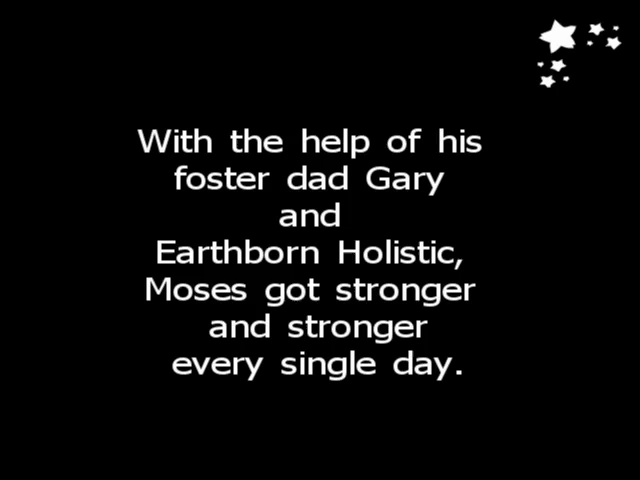 With the help of his
foster dad Gary
and
Earthborn Holistic,
Moses got stronger
and stronger
every single day.